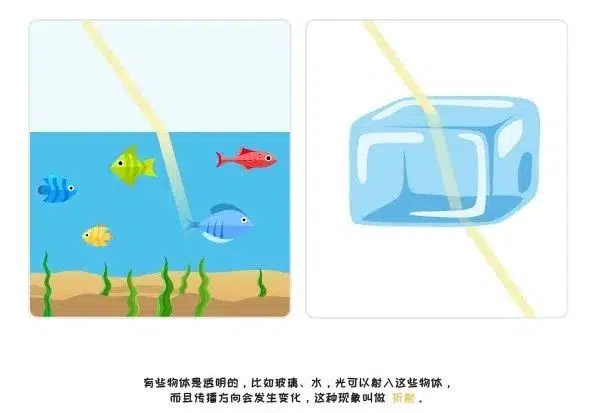 有些物体是透明的，比如玻璃、水，光可以射入这些物体，
而且传播方向会发生变化，这种现象叫做 折射。